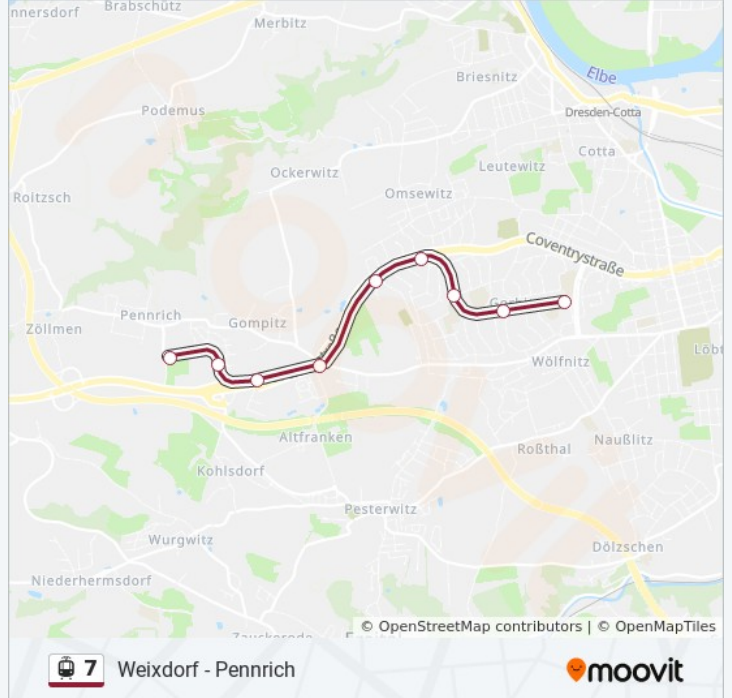 nnersdorf
Brabschütz
Merbitz
Elbe
Briesnitz
Podemus
Dresden-Cotta
Cotta
Ockerwitz
Leutewitz
Omsewitz
Roitzsch
Coventrystraße
Pennrich
Gompitz
Zöllmen
Löbt
Wölfnitz
Altfranken
Naußlitz
Roßthal
Kohlsdorf
Pesterwitz
Wurgwitz
Dölzschen
Niederhermsdorf
© OpenStreetMap contributors | © OpenMapTiles
7 Weixdorf - Pennrich
moovit